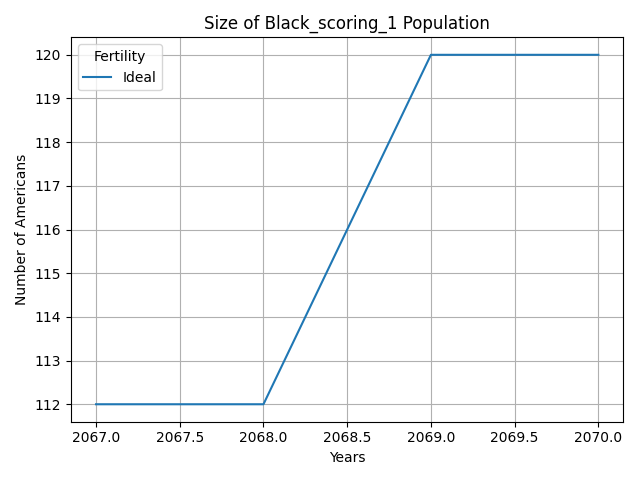 Size of Black_scoring_1 Population
Fertility
Ideal
Number of Americans
120
119
118
117
116
115
114
113
112
2067.0 2067.5 2068.0 2068.5 2069.0 2069.5 2070.0
Years